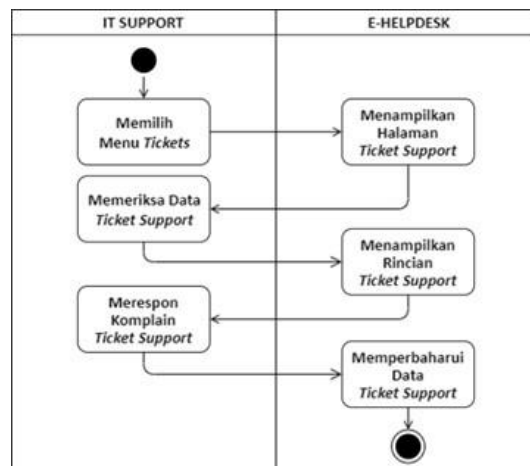 IT SUPPORT
E-HELPDESK
Memilih
Menu Tickets
Menampilkan
Halaman
Ticket Support
Memeriksa Data
Ticket Support
Menampilkan
Rincian
Ticket Support
Merespon
Komplain
Ticket Support
Memperbaharui
Data
Ticket Support